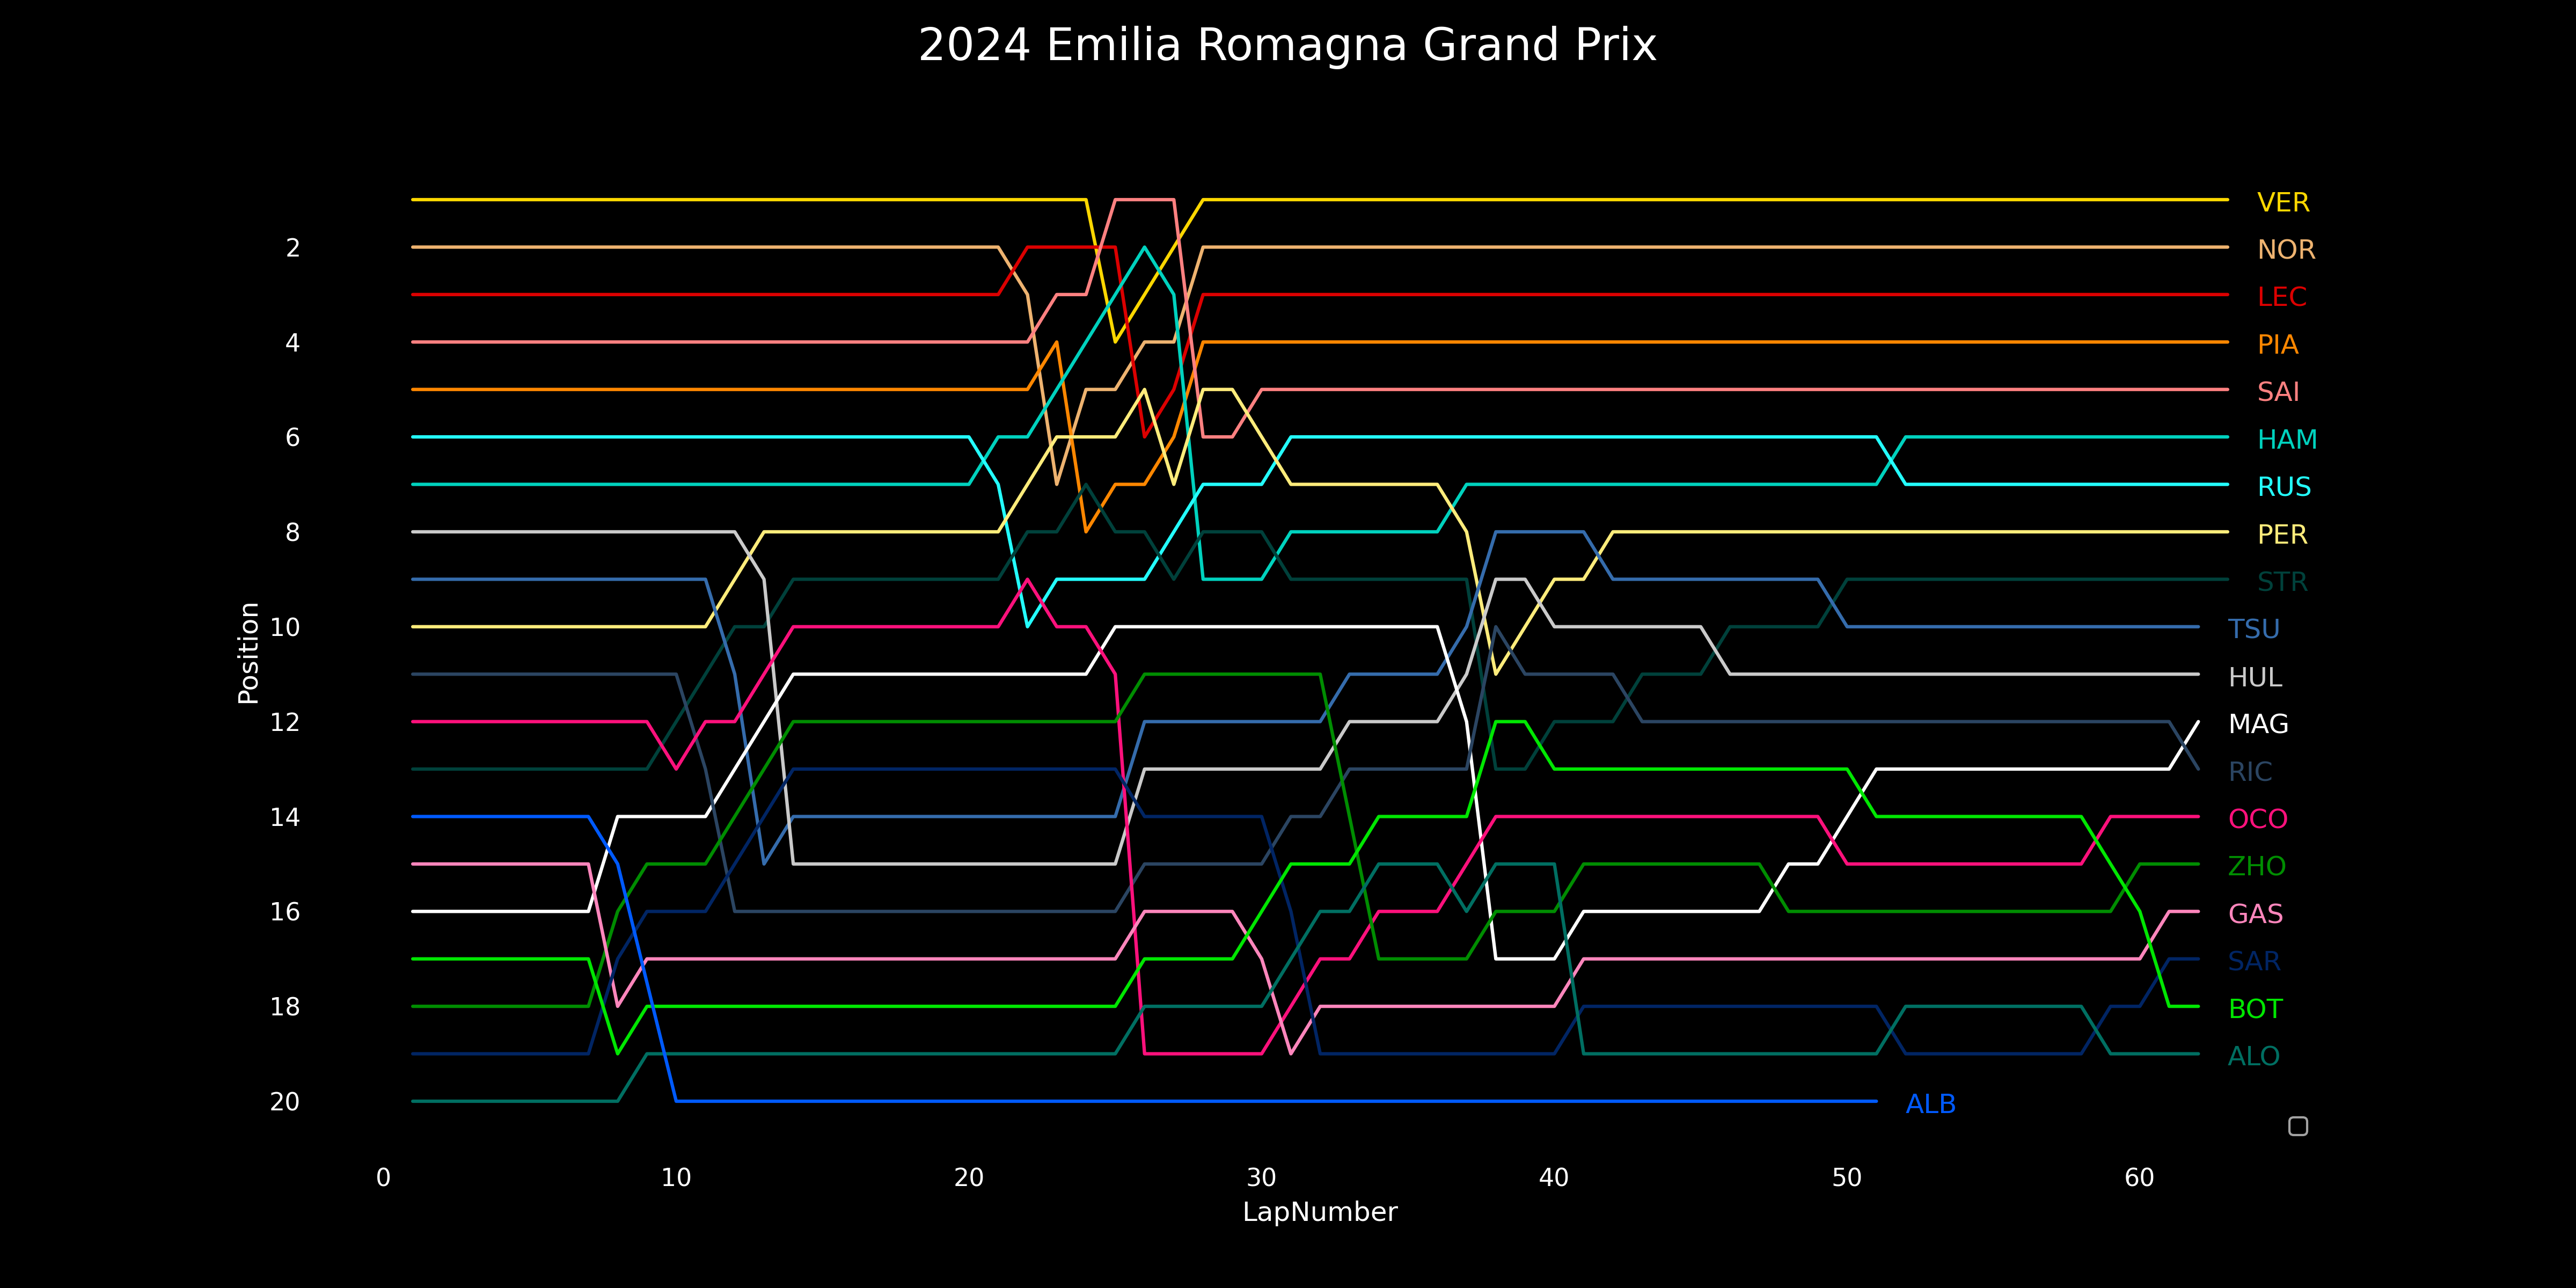 2024 Emilia Romagna Grand Prix
VER
2 NOR
LEC
4 PIA
SAI
6 HAM
RUS
8 PER
STR
Position 10 TSU
HUL
12 MAG
RIC
14 OCO
ZHO
16 GAS
SAR
18 BOT
ALO
20 ALB
0 10 20 30 40 50 60
LapNumber